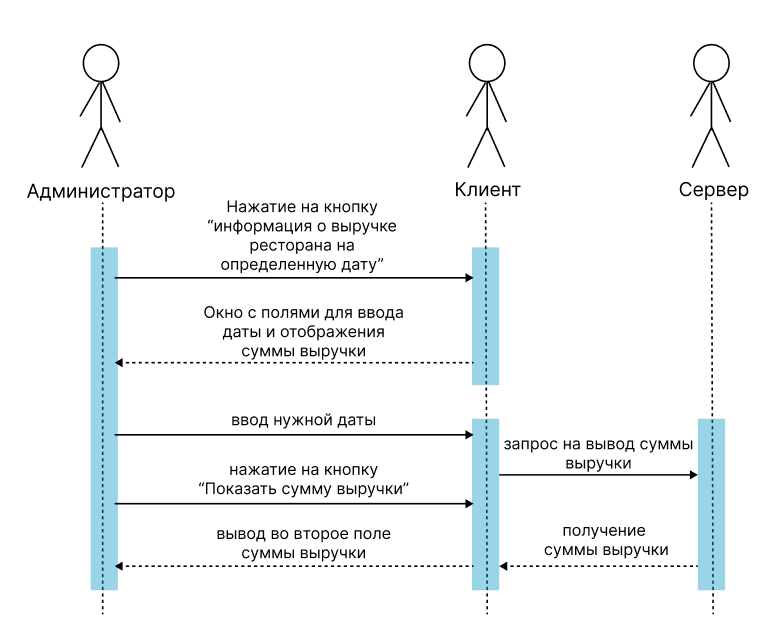 Администратор
Клиент
Сервер
Нажатие на кнопку
“информация о выручке
ресторана на
определенную дату”
Окно с полями для ввода
даты и отображения
суммы выручки
ввод нужной даты
запрос на вывод суммы
выручки
нажатие на кнопку
“Показать сумму выручки”
вывод во второе поле
суммы выручки
получение
суммы выручки